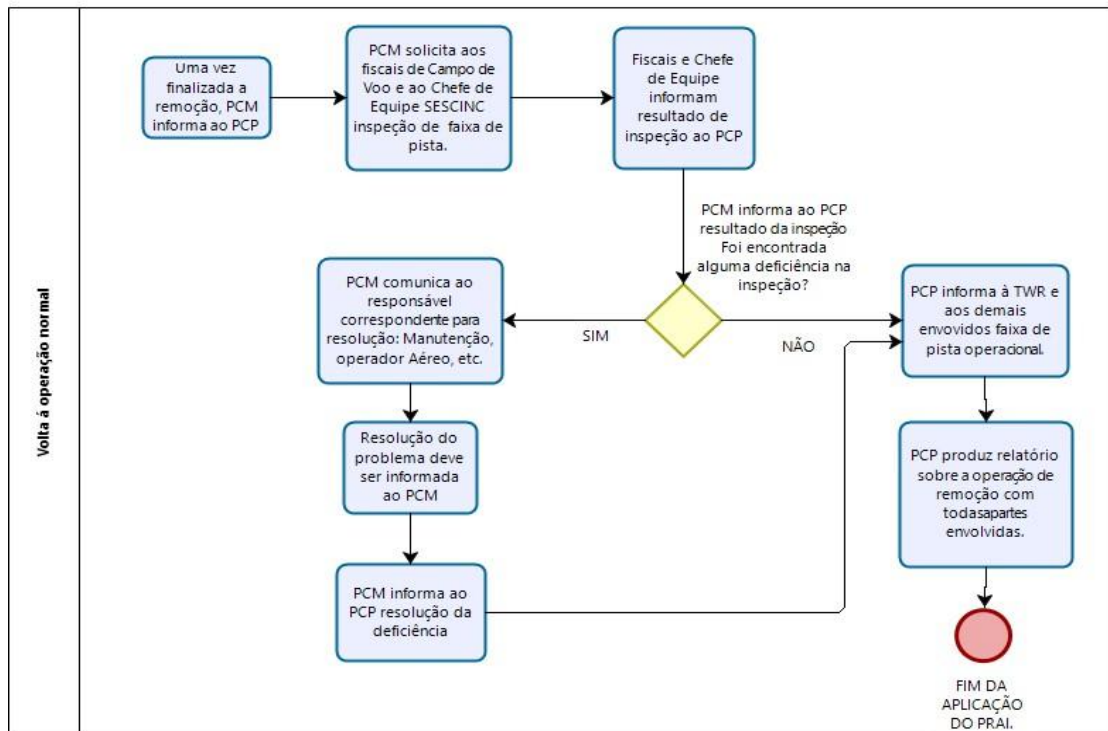 Volta á operação normal
Uma vez
finalizada a
remoção, PCM
informa ao PCP
PCM solicita aos
fiscais de Campo de
Voo e ao Chefe de
Equipe SESCINC
inspeção de faixa de
pista.
Fiscais e Chefe
de Equipe
informam
resultado de
inspeção ao PCP
PCM informa ao PCP
resultado da inspeção
Foi encontrada
alguma deficiência na
inspeção?
SIM
NÃO
PCM comunica ao
responsável
correspondente para
resolução: Manutenção,
operador Aéreo, etc.
Resolução do
problema deve
ser informada
ao PCM
PCM informa ao
PCP resolução da
deficiência
PCP informa à TWR e
aos demais
envovidos faixa de
pista operacional.
PCP produz relatório
sobre a operação de
remoção com
todasapartes
envolvidas.
FIM DA
APLICAÇÃO
DO PRAI.